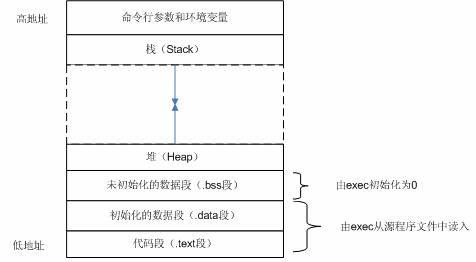 高地址
命令行参数和环境变量
栈（Stack）
堆（Heap）
未初始化的数据段（.bss段）
由exec初始化为0
初始化的数据段（.data段）
由exec从源程序文件中读入
低地址
代码段（.text段）